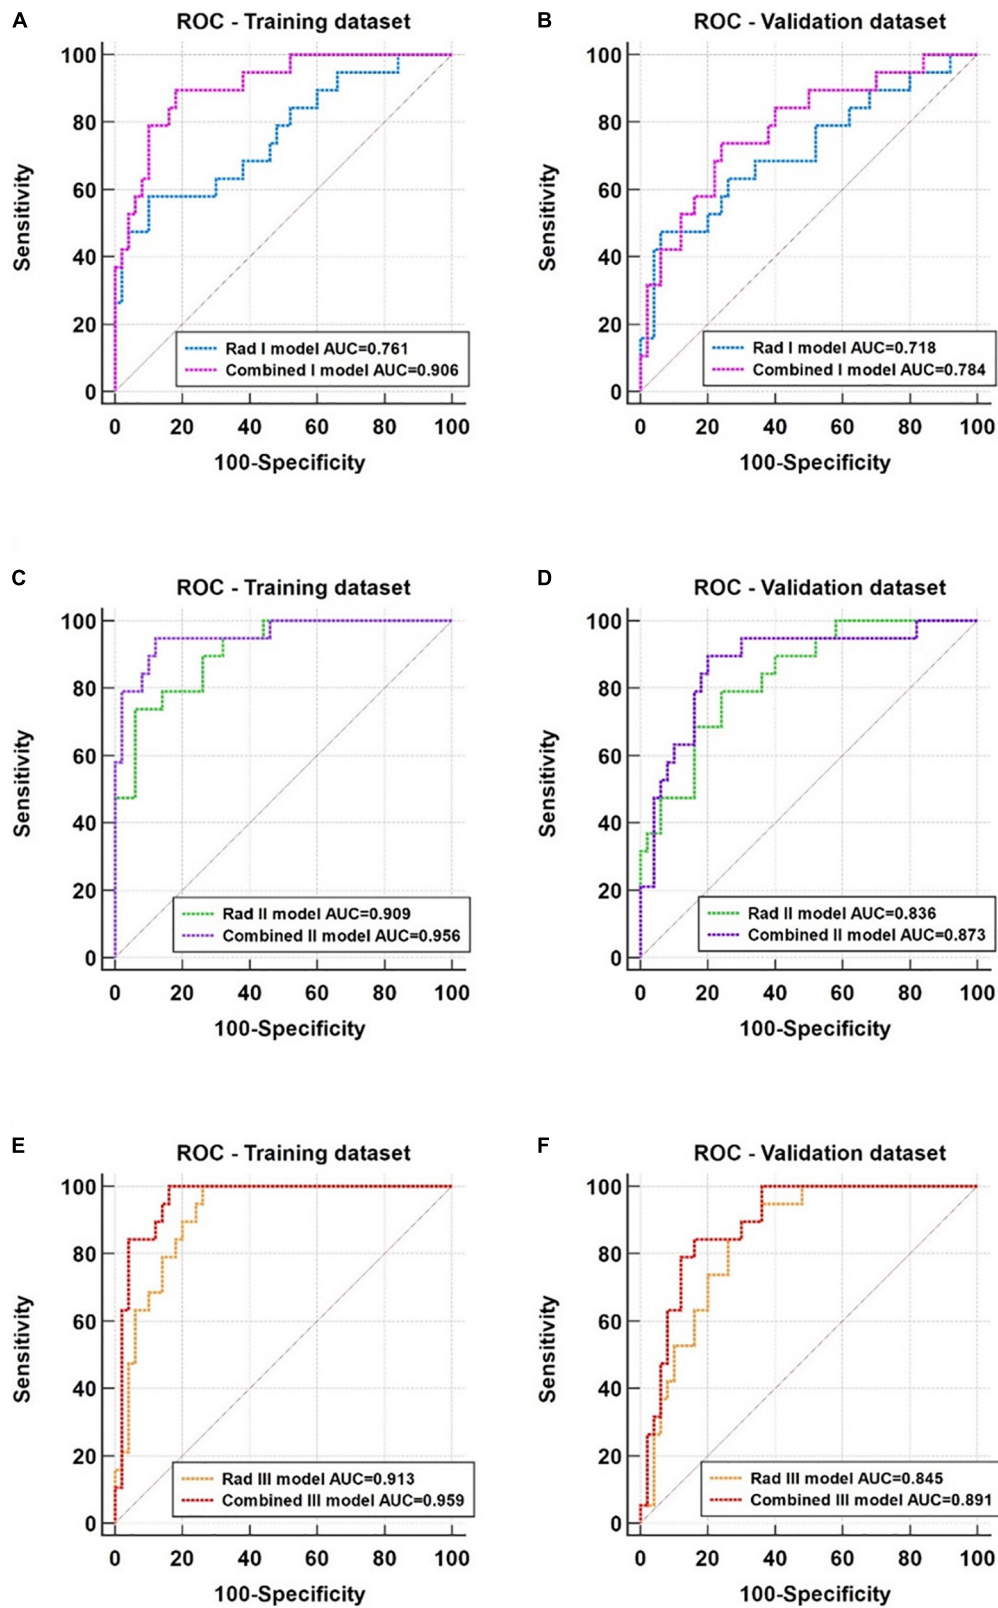 A
ROC - Training dataset
100
80
60
40
20
0
Sensitivity
Rad I model AUC=0.761
Combined I model AUC=0.906
0 20 40 60 80 100
100-Specificity
B
ROC - Validation dataset
100
80
60
40
20
0
Sensitivity
Rad I model AUC=0.718
Combined I model AUC=0.784
0 20 40 60 80 100
100-Specificity
C
ROC - Training dataset
100
80
60
40
20
0
Sensitivity
Rad II model AUC=0.909
Combined II model AUC=0.956
0 20 40 60 80 100
100-Specificity
D
ROC - Validation dataset
100
80
60
40
20
0
Sensitivity
Rad II model AUC=0.836
Combined II model AUC=0.873
0 20 40 60 80 100
100-Specificity
E
ROC - Training dataset
100
80
60
40
20
0
Sensitivity
Rad III model AUC=0.913
Combined III model AUC=0.959
0 20 40 60 80 100
100-Specificity
F
ROC - Validation dataset
100
80
60
40
20
0
Sensitivity
Rad III model AUC=0.845
Combined III model AUC=0.891
0 20 40 60 80 100
100-Specificity